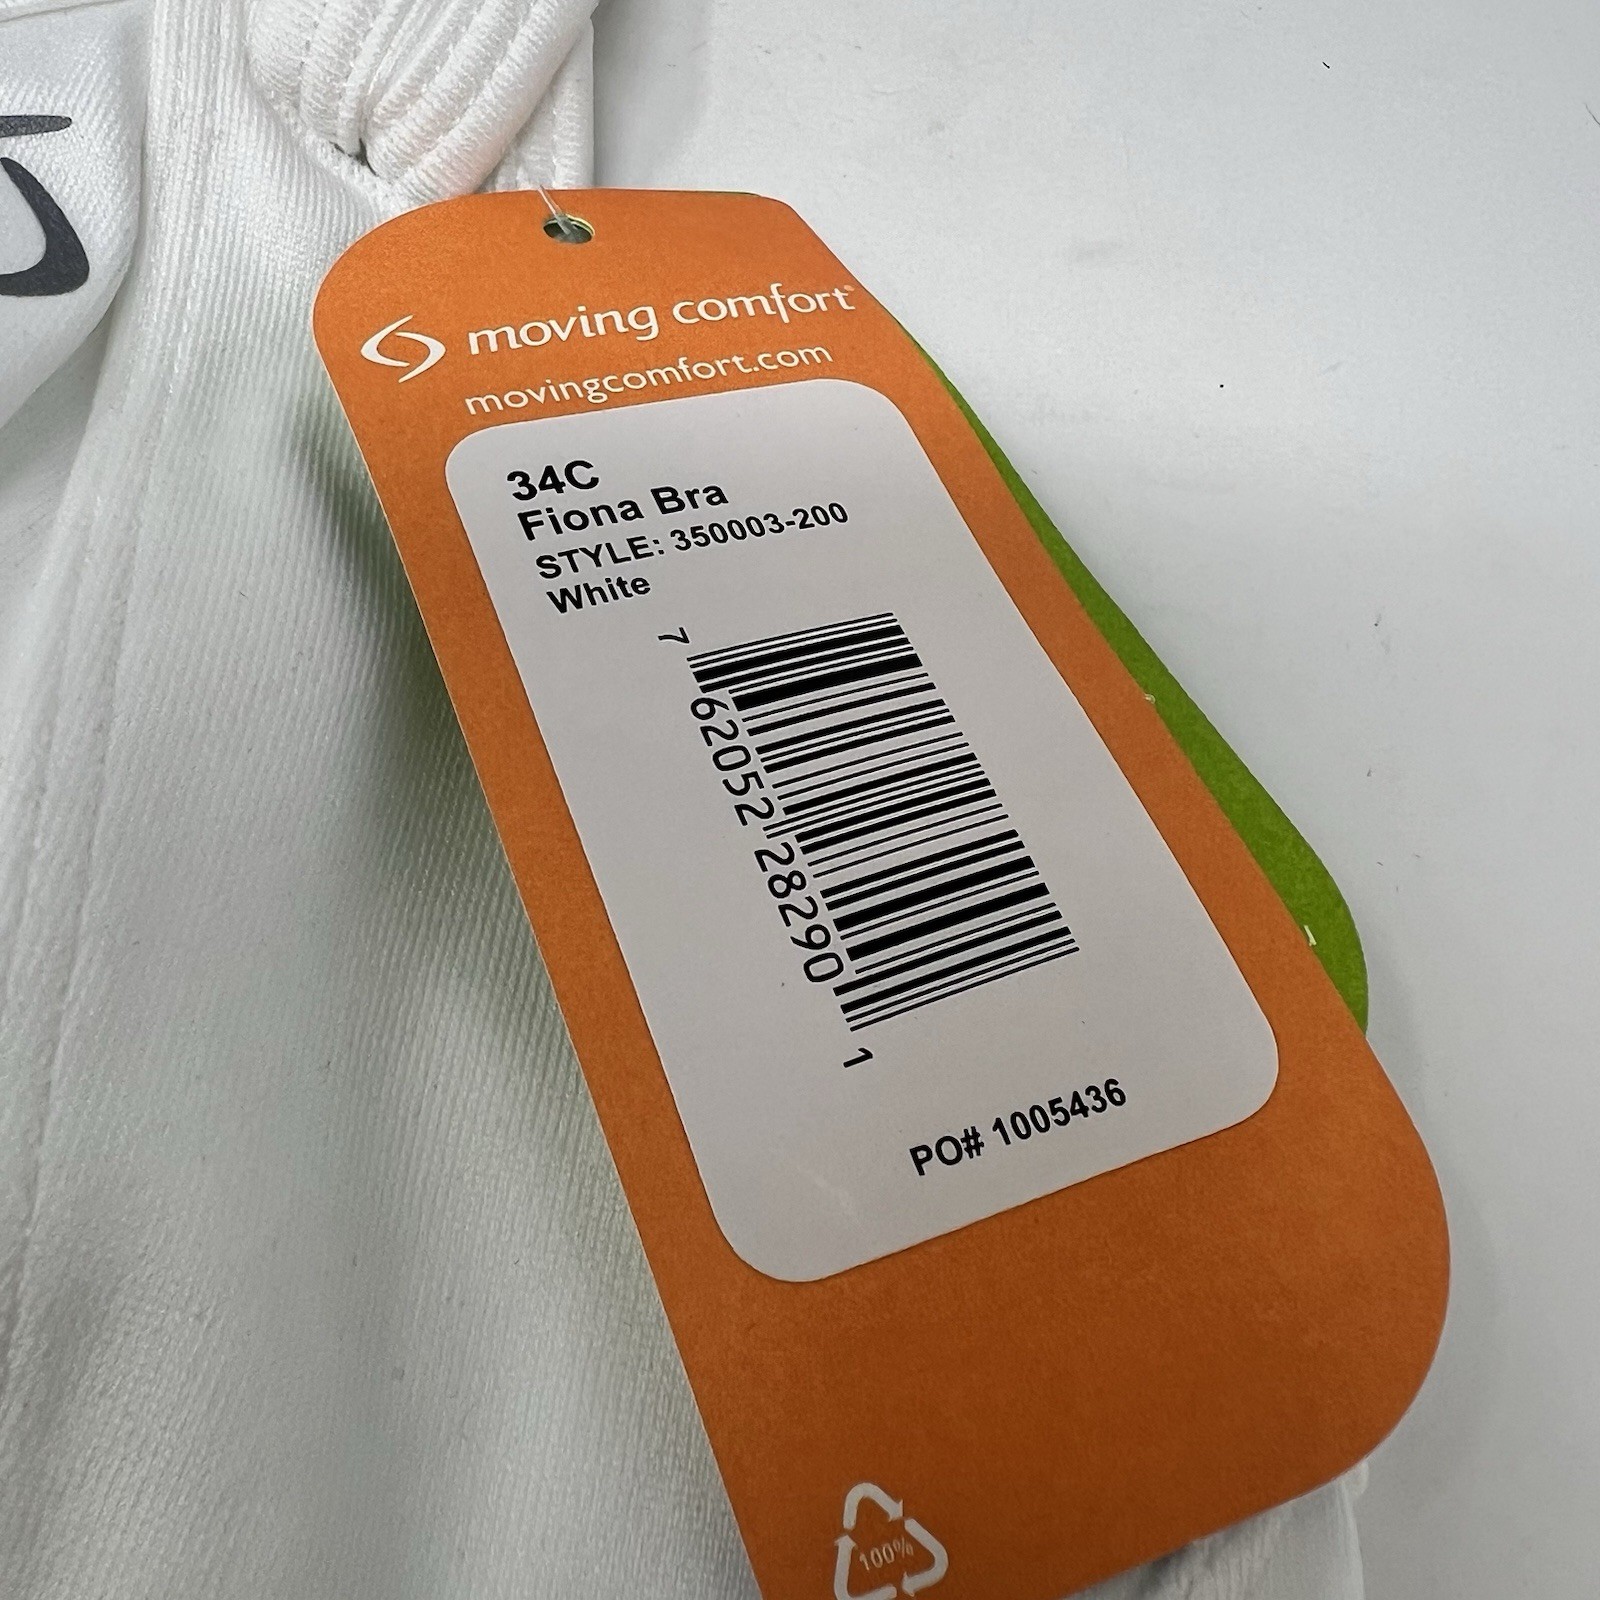 moving comfort
movingcomfort.com
34C
Fiona Bra
STYLE: 350003-200
White
7 62052 28290 1
PO# 1005436
100%